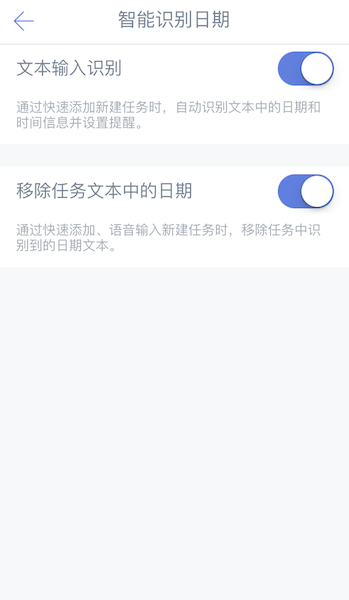 智能识别日期
文本输入识别
通过快速添加新建任务时，自动识别文本中的日期和
时间信息并设置提醒。
移除任务文本中的日期
通过快速添加、语音输入新建任务时，移除任务中识
别到的日期文本。